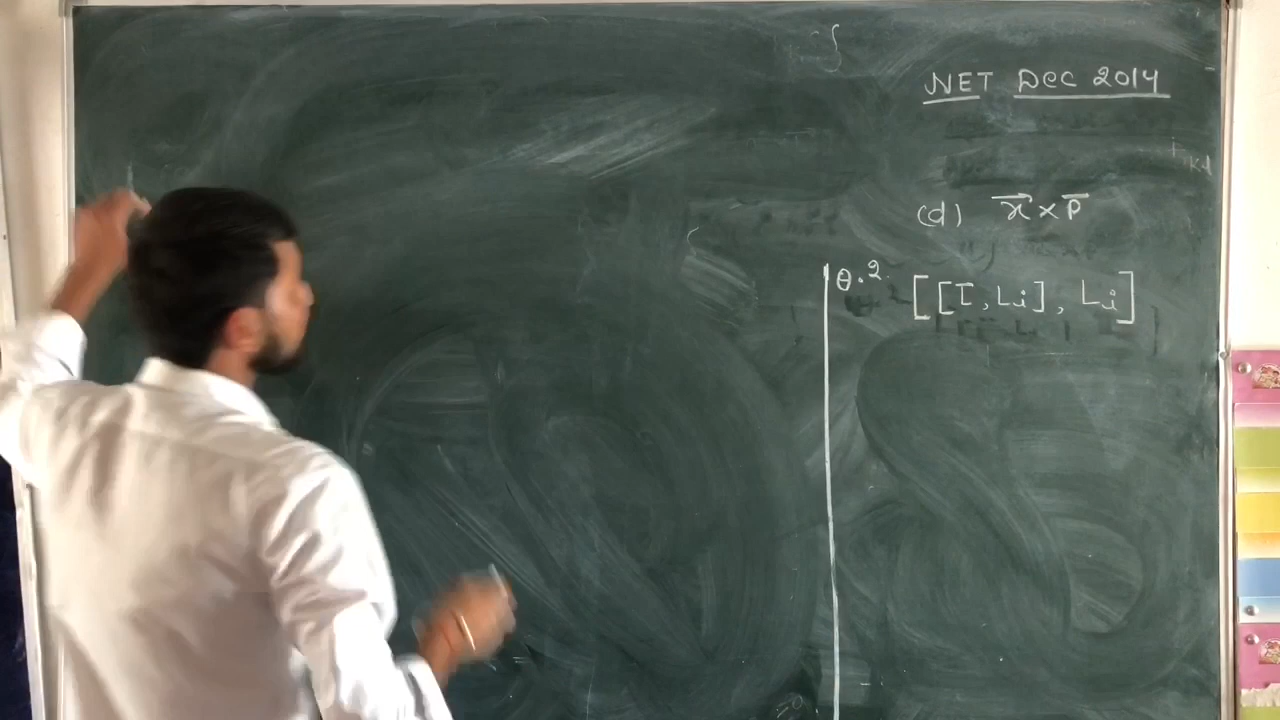 NET Dec 2014
(d) x⃗ × p⃗
Q.2. [[I, Li], Li]